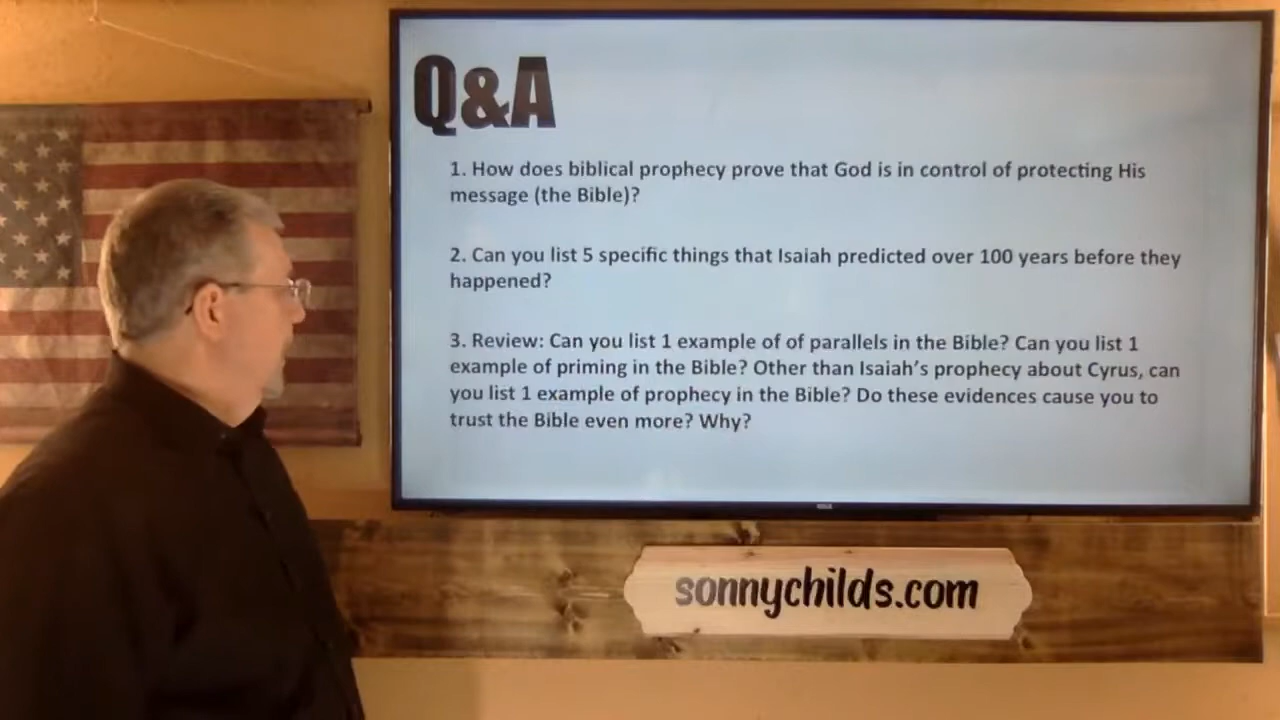 Q&A
1. How does biblical prophecy prove that God is in control of protecting His
message (the Bible)?
2. Can you list 5 specific things that Isaiah predicted over 100 years before they
happened?
3. Review: Can you list 1 example of of parallels in the Bible? Can you list 1
example of priming in the Bible? Other than Isaiah’s prophecy about Cyrus, can
you list 1 example of prophecy in the Bible? Do these evidences cause you to
trust the Bible even more? Why?
sonnychilds.com